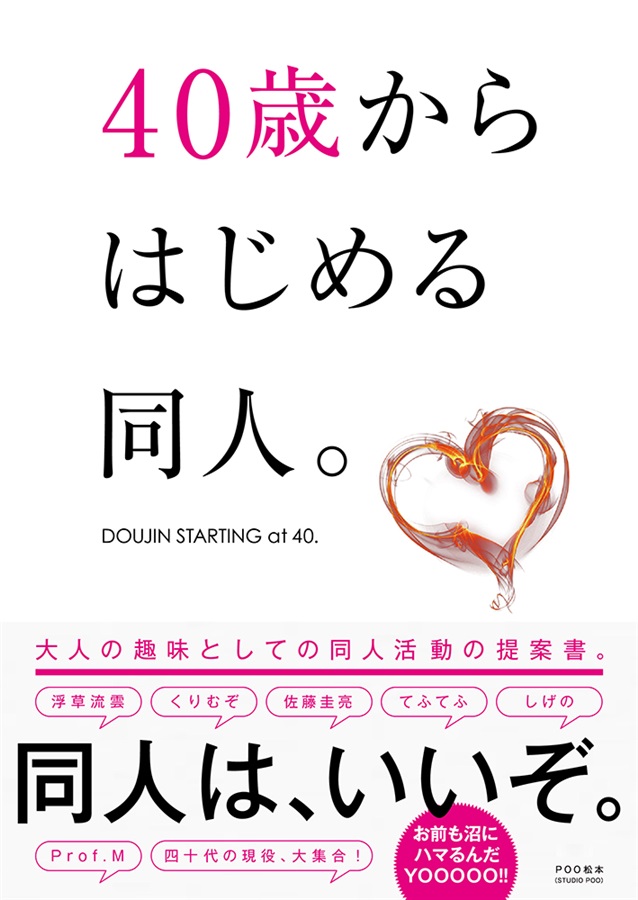 40歳から
はじめる
同人。
DOUJIN STARTING at 40.
大人の趣味としての同人活動の提案書。
浮草流雲
くりむぞ
佐藤圭亮
てふてふ
しげの
同人は、いいぞ。
Prof.M
四十代の現役、大集合！
お前も沼に
ハマるんだ
YOOOOO!!
POO松本
(STUDIO POO)